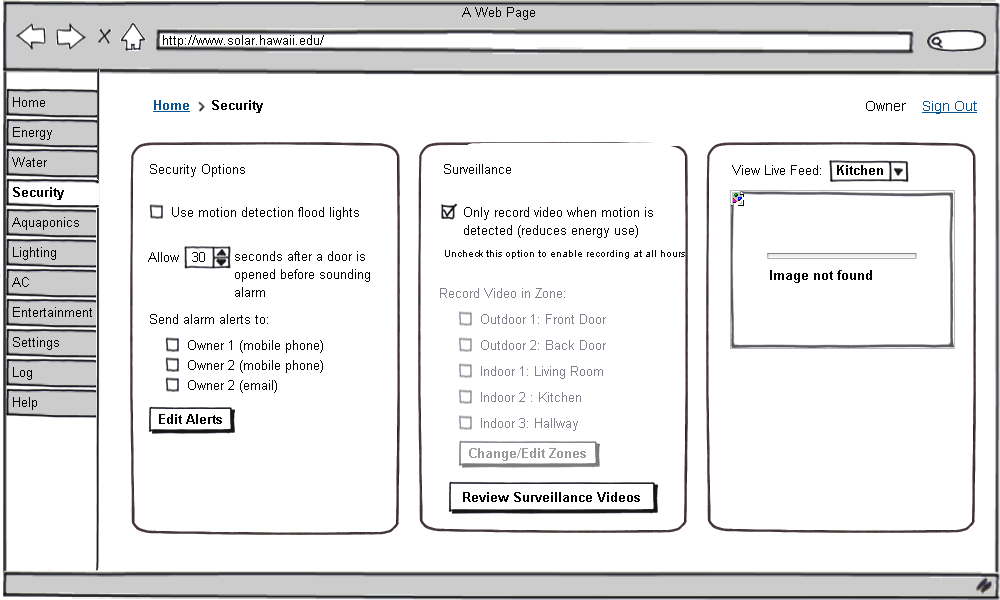 A Web Page
http://www.solar.hawaii.edu/
Home
Energy
Water
Security
Aquaponics
Lighting
AC
Entertainment
Settings
Log
Help
Home > Security
Owner Sign Out
Security Options
Use motion detection flood lights
Allow 30 seconds after a door is
opened before sounding
alarm
Send alarm alerts to:
Owner 1 (mobile phone)
Owner 2 (mobile phone)
Owner 2 (email)
Edit Alerts
Surveillance
Only record video when motion is
detected (reduces energy use)
Uncheck this option to enable recording at all hours
Record Video in Zone:
Outdoor 1: Front Door
Outdoor 2: Back Door
Indoor 1: Living Room
Indoor 2 : Kitchen
Indoor 3: Hallway
Change/Edit Zones
Review Surveillance Videos
View Live Feed: Kitchen
Image not found